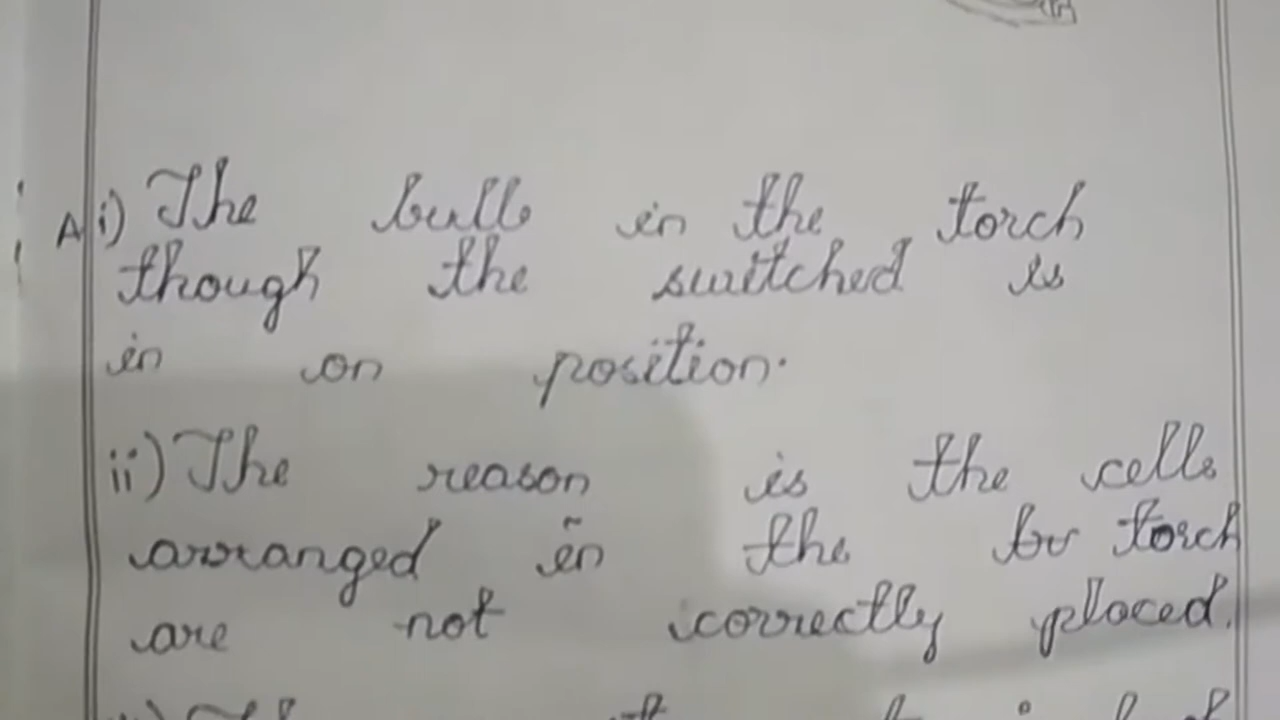 A i) The bulb in the torch
though the switched is
in on position.
ii) The reason is the cells
arranged in the bu torch
are not correctly placed.